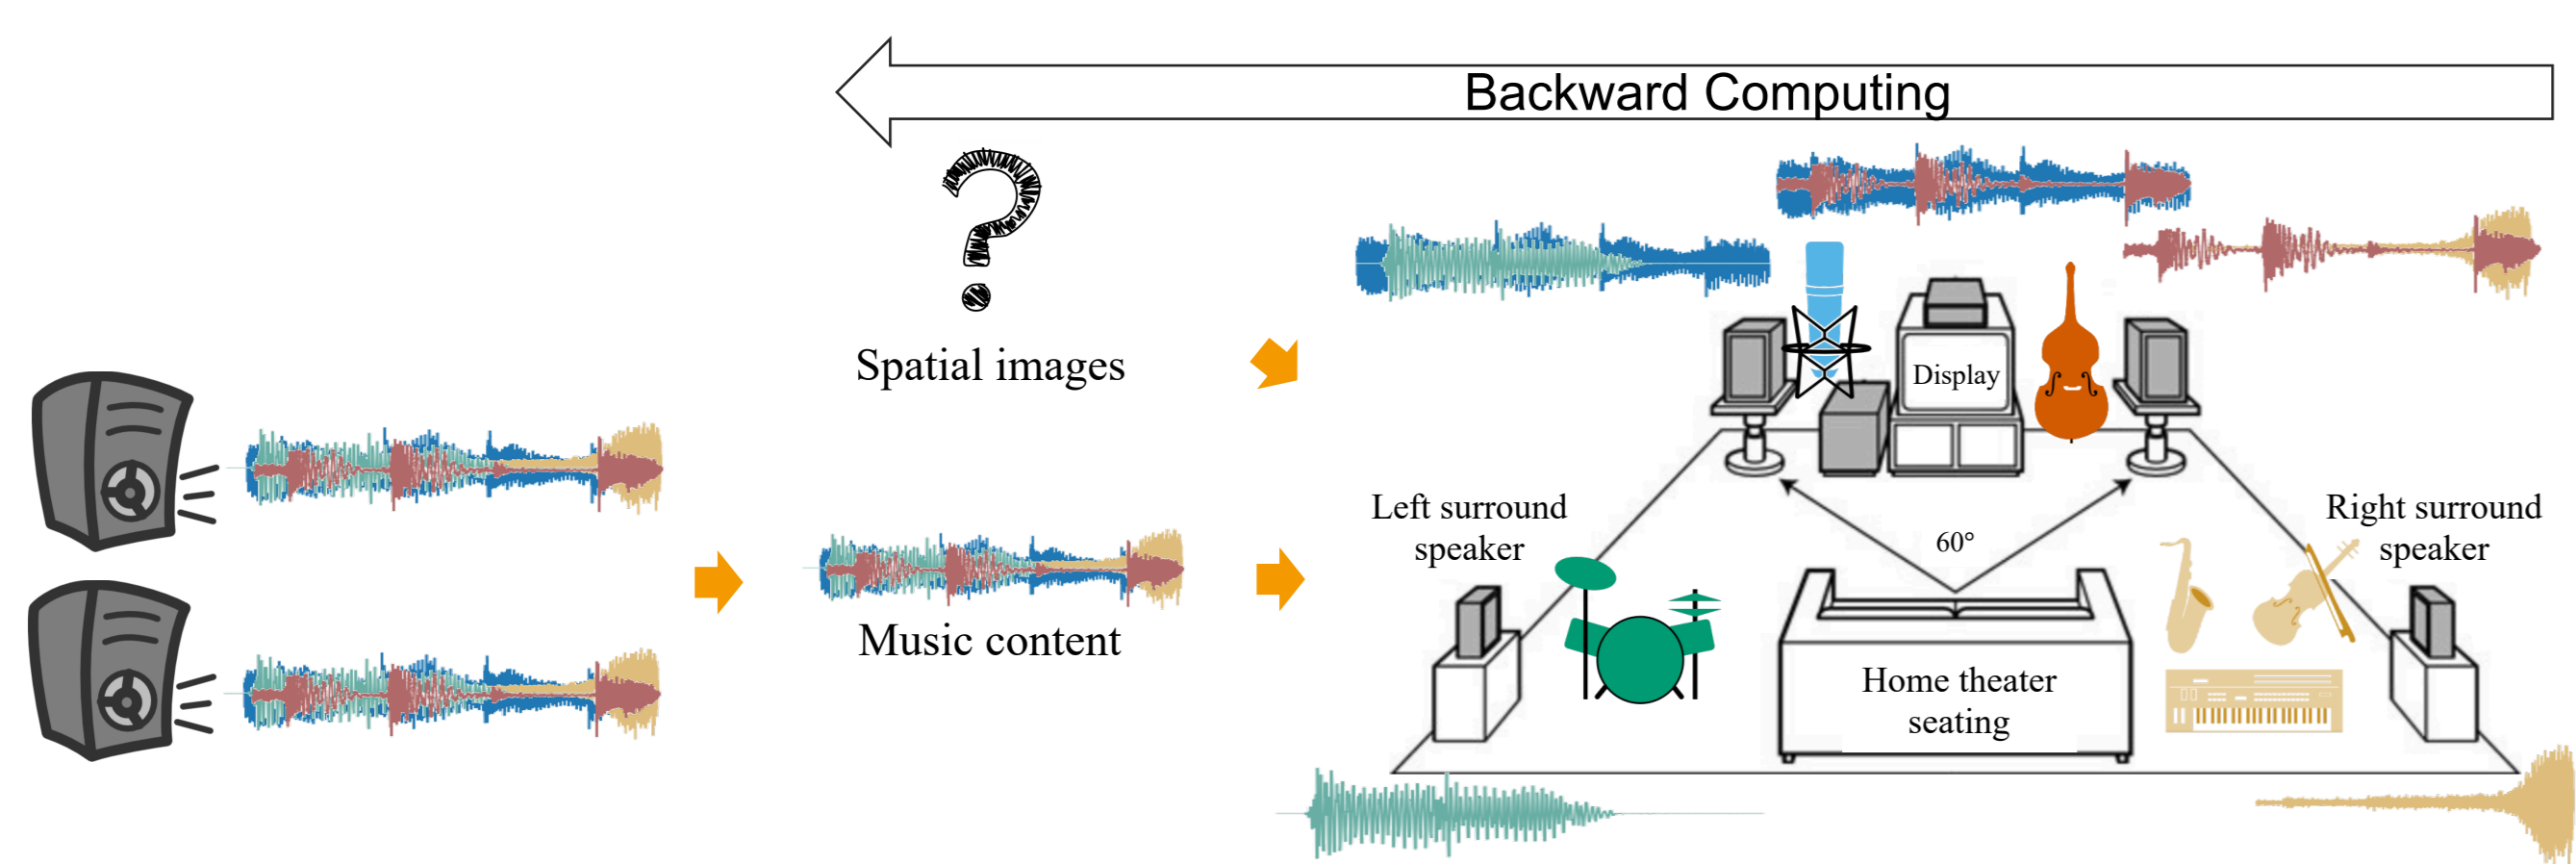 Backward Computing
Spatial images
Display
Left surround
speaker
60°
Right surround
speaker
Music content
Home theater
seating